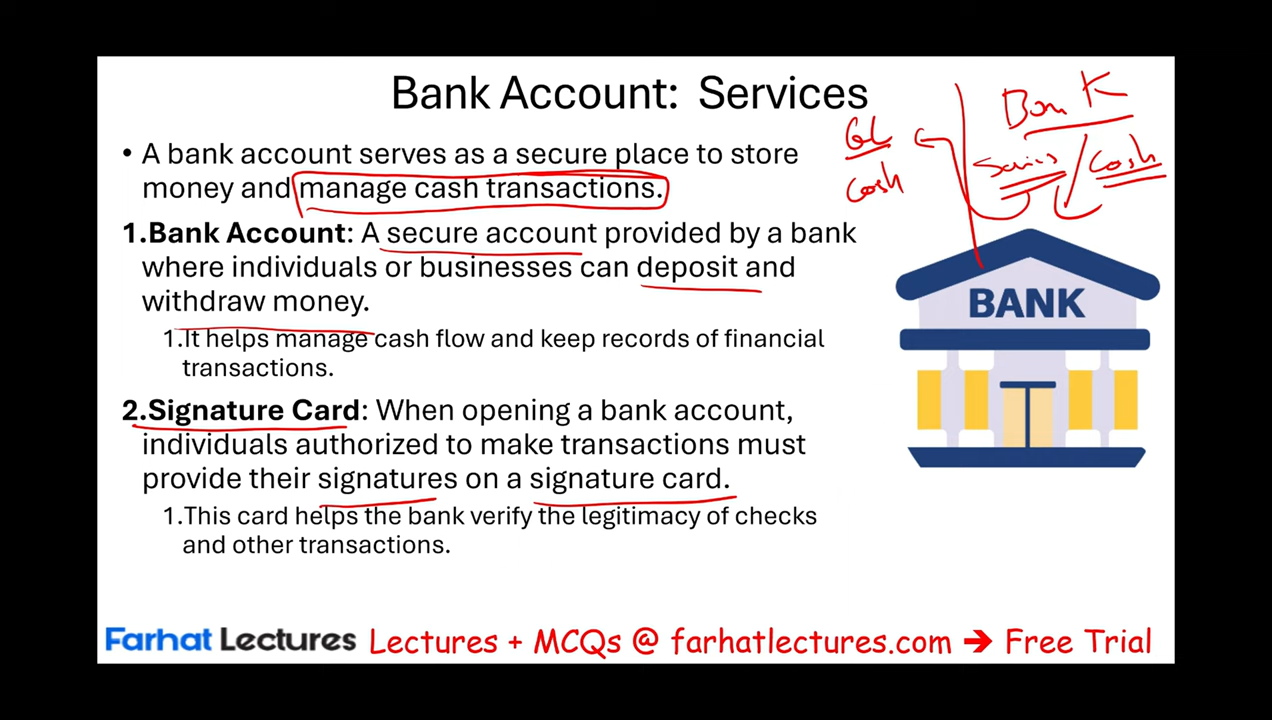 Bank Account: Services
• A bank account serves as a secure place to store
money and manage cash transactions.
1.Bank Account: A secure account provided by a bank
where individuals or businesses can deposit and
withdraw money.
1.It helps manage cash flow and keep records of financial
transactions.
2.Signature Card: When opening a bank account,
individuals authorized to make transactions must
provide their signatures on a signature card.
1.This card helps the bank verify the legitimacy of checks
and other transactions.
Bank
GL
Cash
Cash
BANK
Farhat Lectures Lectures + MCQs @ farhatlectures.com → Free Trial